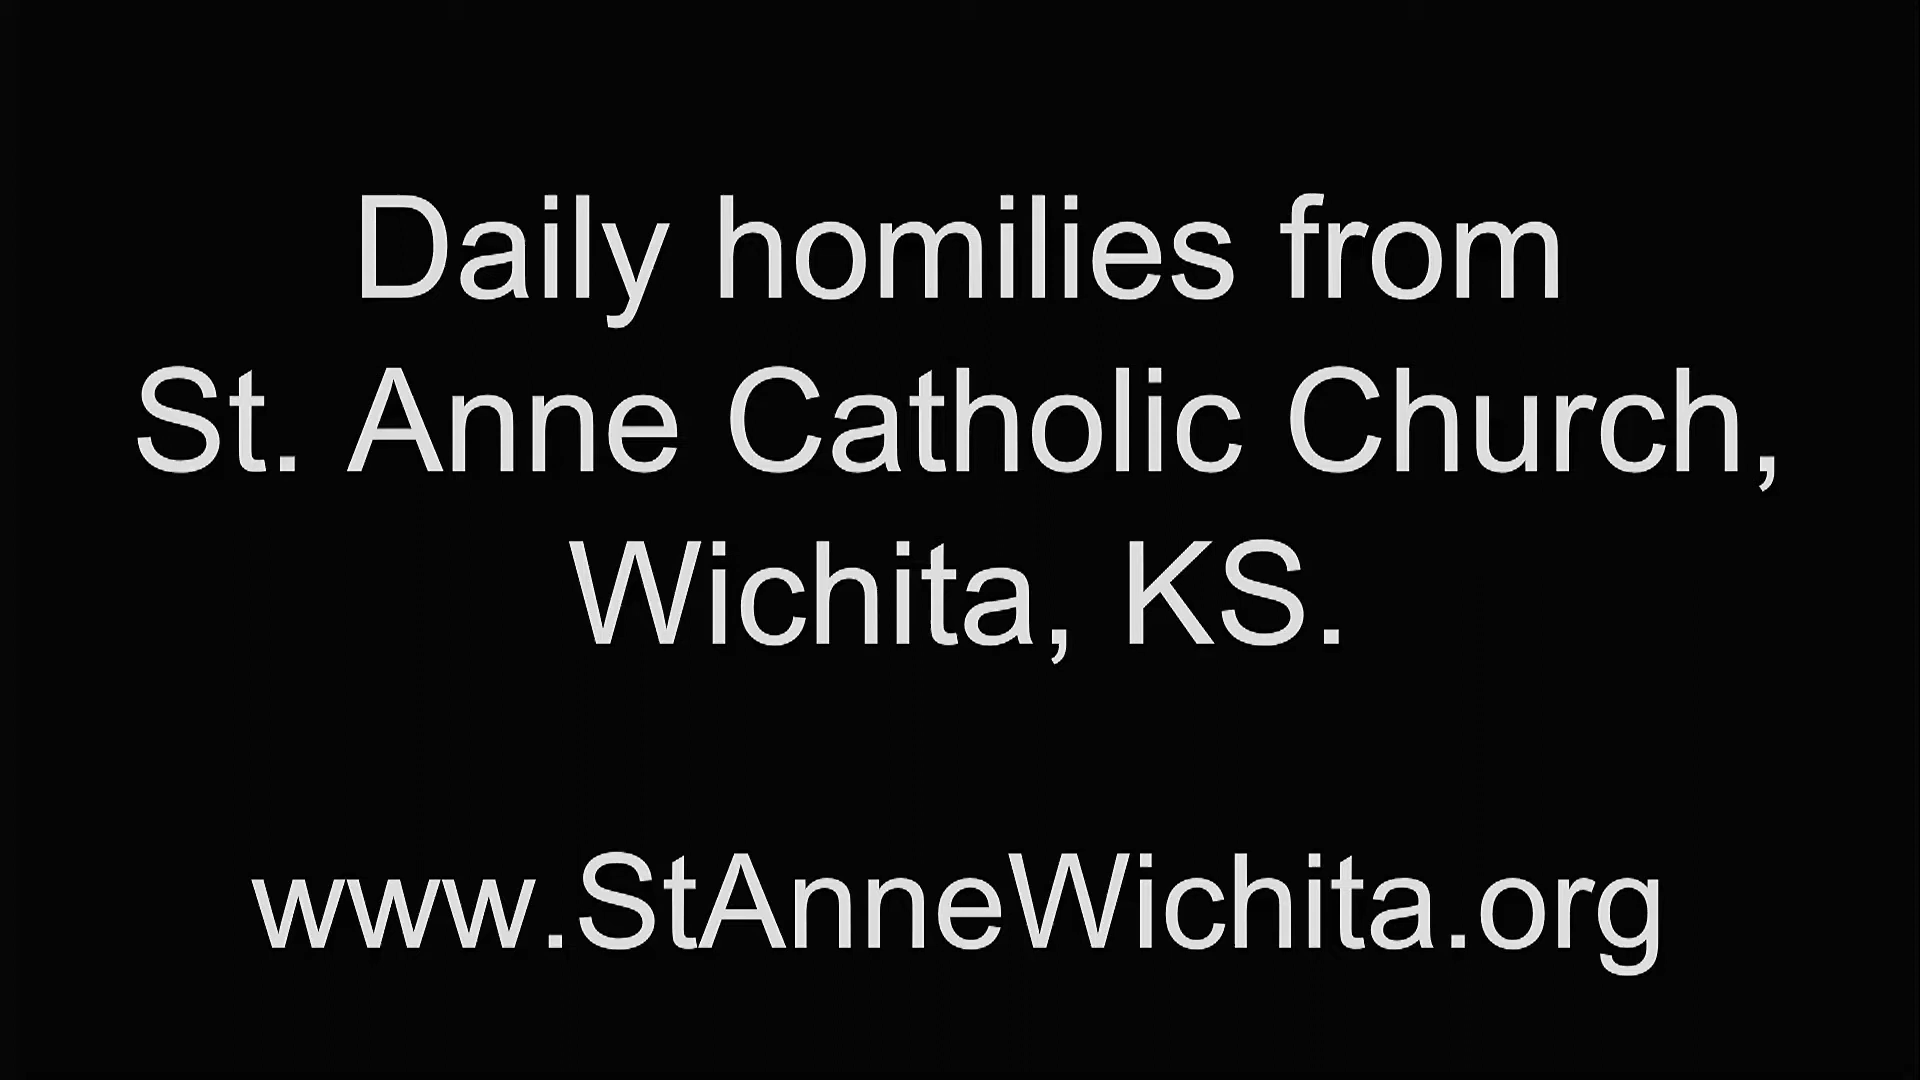 Daily homilies from
St. Anne Catholic Church,
Wichita, KS.
www.StAnneWichita.org